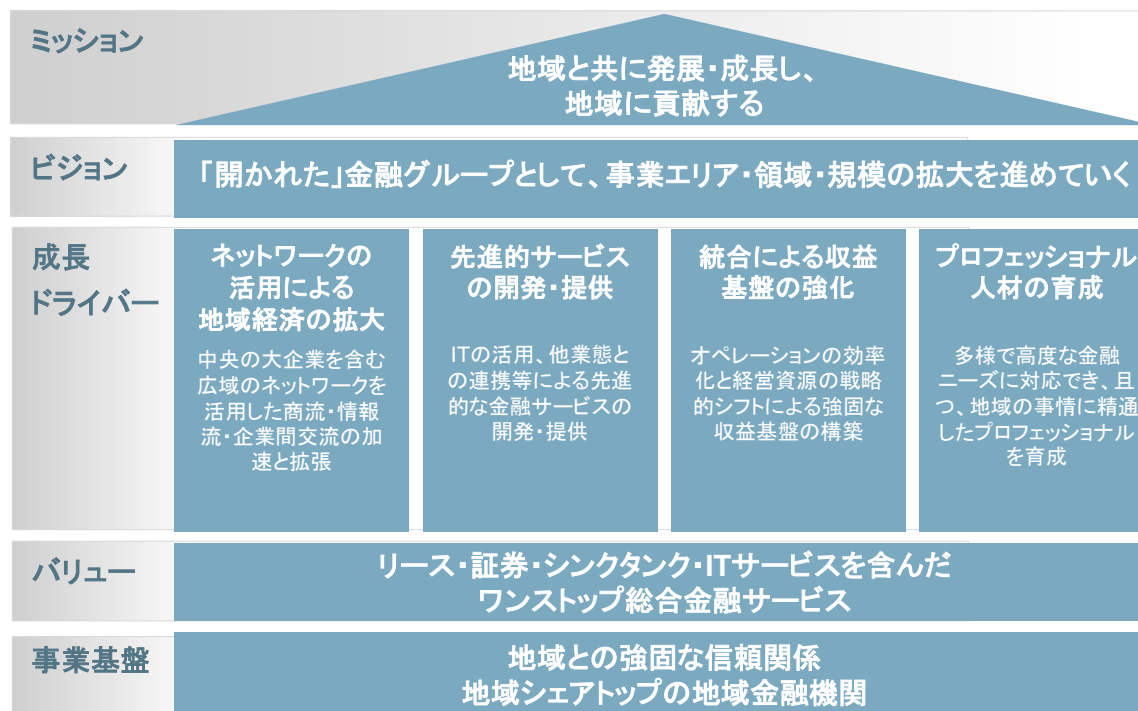 ミッション
地域と共に発展・成長し、
地域に貢献する
ビジョン
「開かれた」金融グループとして、事業エリア・領域・規模の拡大を進めていく
成長
ドライバー
ネットワークの
活用による
地域経済の拡大
中央の大企業を含む
広域のネットワークを
活用した商流・情報
流・企業間交流の加
速と拡張
先進的サービス
の開発・提供
ITの活用、他業態と
の連携等による先進
的な金融サービスの
開発・提供
統合による収益
基盤の強化
オペレーションの効率
化と経営資源の戦略
的シフトによる強固な
収益基盤の構築
プロフェッショナル
人材の育成
多様で高度な金融
ニーズに対応でき、且
つ、地域の事情に精通
したプロフェッショナル
を育成
バリュー
リース・証券・シンクタンク・ITサービスを含んだ
ワンストップ総合金融サービス
事業基盤
地域との強固な信頼関係
地域シェアトップの地域金融機関